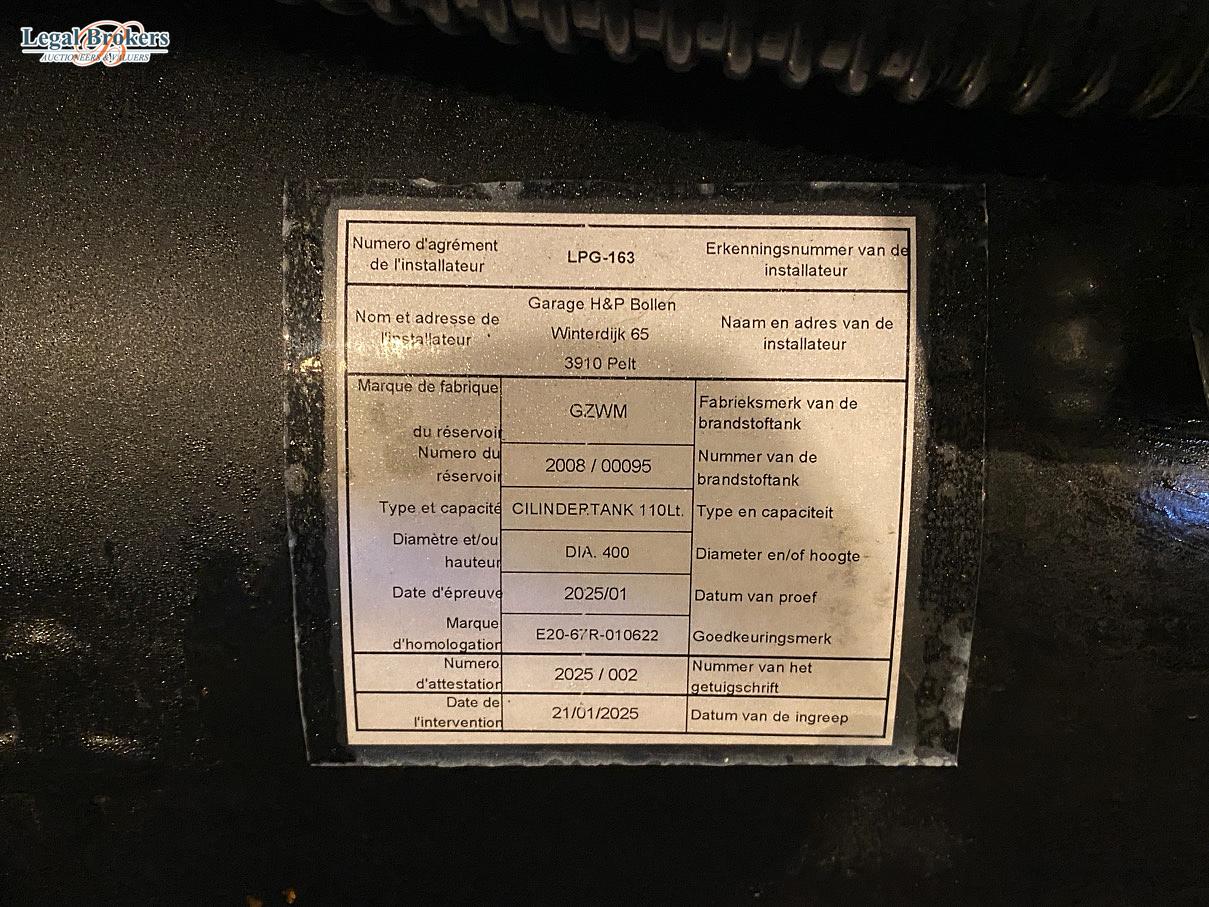 Legal Brokers
AUCTIONEERS & VALUERS
Numero d'agrément
de l'installateur
LPG-163
Erkenningsnummer van de
installateur
Nom et adresse de
l'installateur
Garage H&P Bollen
Winterdijk 65
3910 Pelt
Naam en adres van de
installateur
Marque de fabrique
du réservoir
GZWM
Fabrieksmerk van de
brandstoftank
Numero du
réservoir
2008 / 00095
Nummer van de
brandstoftank
Type et capacité
CILINDERTANK 110Lt.
Type en capaciteit
Diamètre et/ou
hauteur
DIA. 400
Diameter en/of hoogte
Date d'épreuve
2025/01
Datum van proef
Marque
d'homologation
E20-67R-010622
Goedkeuringsmerk
Numero
d'attestation
2025 / 002
Nummer van het
getuigschrift
Date de
l'intervention
21/01/2025
Datum van de ingreep